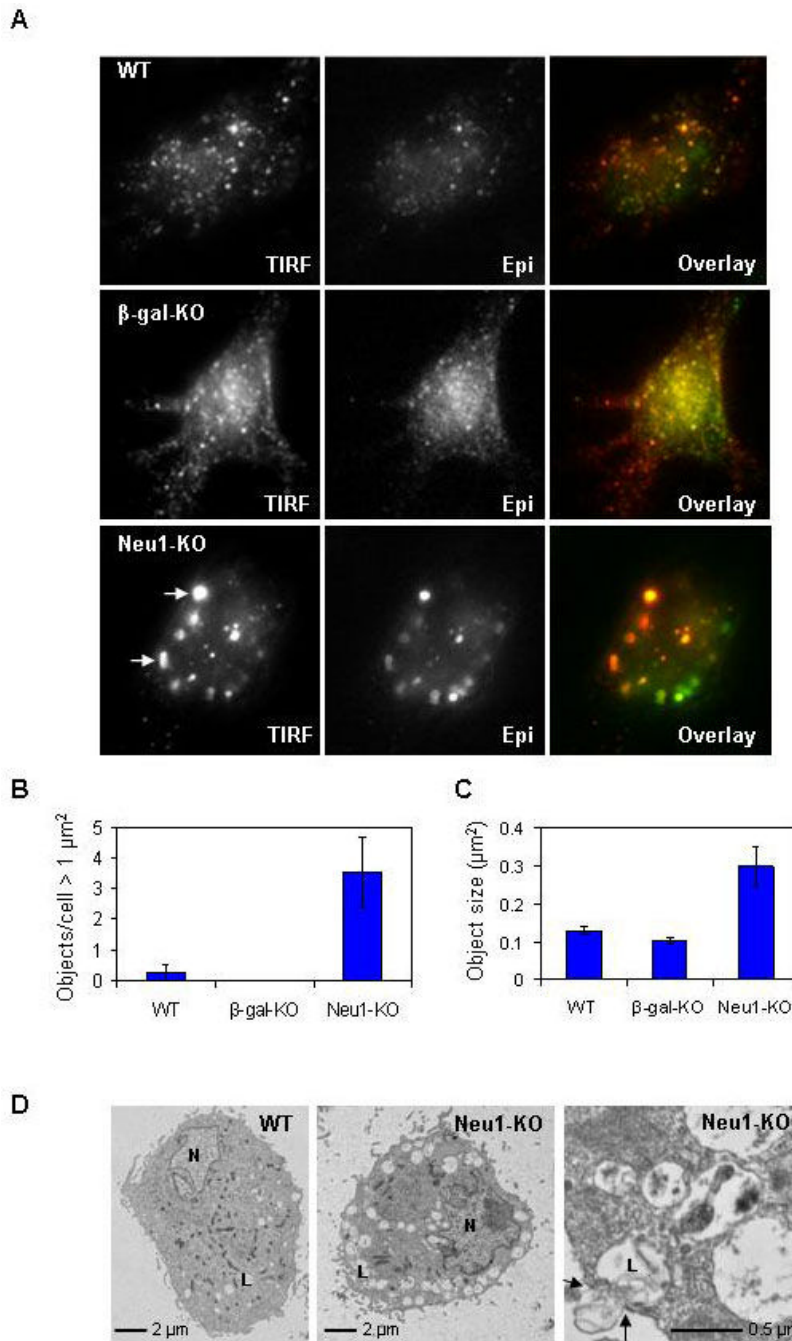 A
WT
TIRF
Epi
Overlay
β-gal-KO
TIRF
Epi
Overlay
Neu1-KO
TIRF
Epi
Overlay
B
Objects/cell > 1 μm²
5
4
3
2
1
0
WT
β-gal-KO
Neu1-KO
C
Object size (μm²)
0.4
0.3
0.2
0.1
0
WT
β-gal-KO
Neu1-KO
D
WT
N
L
2 μm
Neu1-KO
N
L
2 μm
Neu1-KO
L
0.5 μ